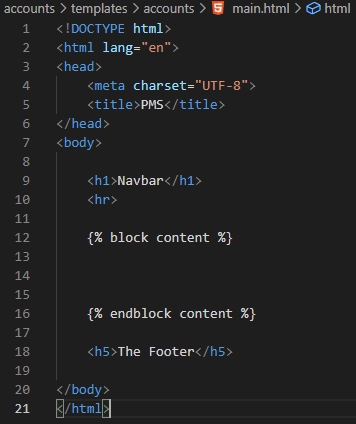 accounts > templates > accounts > main.html > html
1 <!DOCTYPE html>
2 <html lang="en">
3 <head>
4 <meta charset="UTF-8">
5 <title>PMS</title>
6 </head>
7 <body>
8
9 <h1>Navbar</h1>
10 <hr>
11
12 {% block content %}
13
14
15
16 {% endblock content %}
17
18 <h5>The Footer</h5>
19
20 </body>
21 </html>